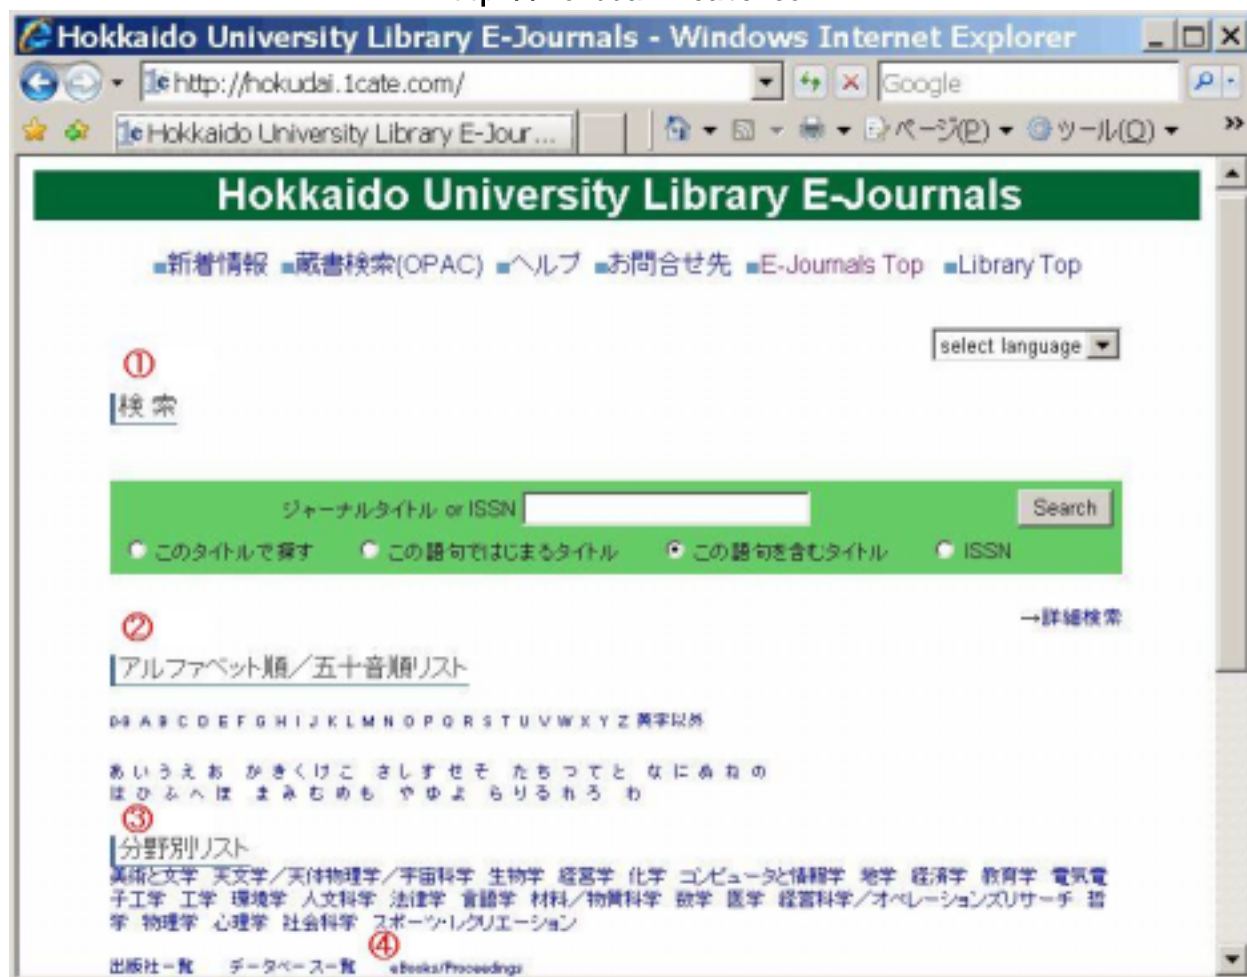 Hokkaido University Library E-Journals - Windows Internet Explorer
http://hokudai.1cate.com/ Google
Hokkaido University Library E-Jour... ページ(P) ツール(O)
Hokkaido University Library E-Journals
新着情報 蔵書検索(OPAC) ヘルプ お問合せ先 E-Journals Top Library Top
select language
①
検 索
ジャーナルタイトル or ISSN Search
このタイトルで探す この語句ではじまるタイトル この語句を含むタイトル ISSN
→詳細検索
②
アルファベット順/五十音順リスト
0-9 A B C D E F G H I J K L M N O P Q R S T U V W X Y Z 英字以外
あ い う え お か き く け こ さ し す せ そ た ち つ て と な に ぬ ね の
は ひ ふ へ ほ ま み む め も や ゆ よ ら り る れ ろ わ
③
分野別リスト
美術と文学 天文学/天体物理学/宇宙科学 生物学 経営学 化学 コンピュータと情報学 地学 経済学 教育学 電気電
子工学 工学 環境学 人文科学 法律学 言語学 材料/物質科学 数学 医学 経営科学/オペレーションズリサーチ 哲
学 物理学 心理学 社会科学 スポーツ・レクリエーション
④
出版社一覧 データベース一覧 eBooks/Proceedings